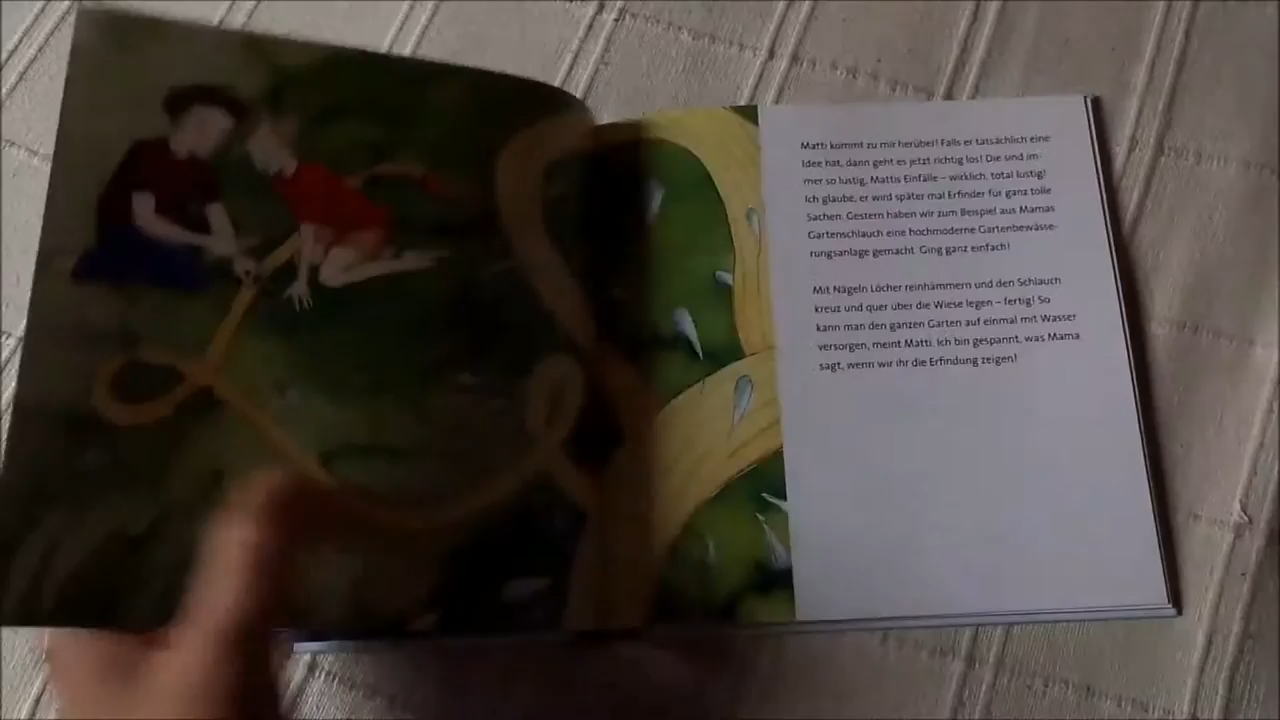 Matti kommt zu mir herüber! Falls er tatsächlich eine
Idee hat, dann geht es jetzt richtig los! Die sind im-
mer so lustig, Mattis Einfälle – wirklich, total lustig!
Ich glaube, er wird später mal Erfinder für ganz tolle
Sachen. Gestern haben wir zum Beispiel aus Mamas
Gartenschlauch eine hochmoderne Gartenbewässe-
rungsanlage gemacht. Ging ganz einfach!
Mit Nägeln Löcher reinhämmern und den Schlauch
kreuz und quer über die Wiese legen – fertig! So
kann man den ganzen Garten auf einmal mit Wasser
versorgen, meint Matti. Ich bin gespannt, was Mama
sagt, wenn wir ihr die Erfindung zeigen!